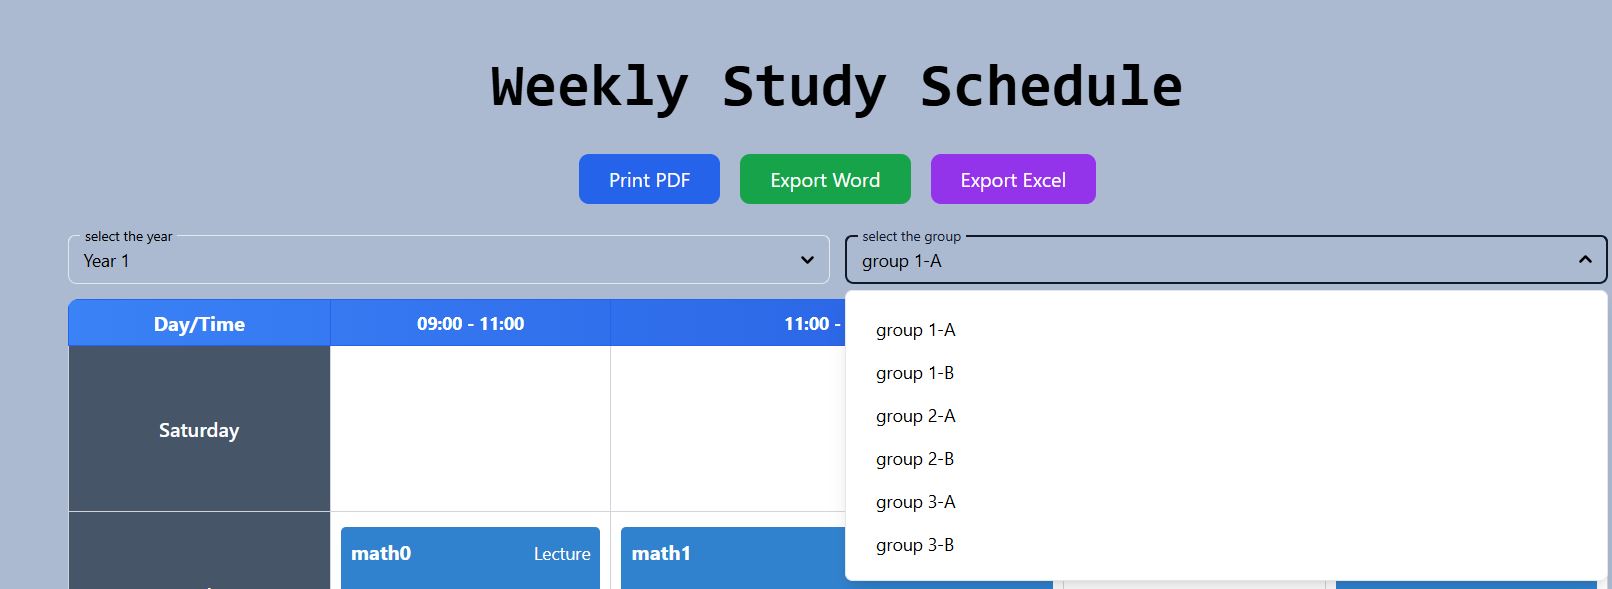 Weekly Study Schedule
Print PDF
Export Word
Export Excel
select the year
Year 1
select the group
group 1-A
Day/Time
09:00 - 11:00
11:00 -
group 1-A
group 1-B
group 2-A
group 2-B
group 3-A
group 3-B
Saturday
math0
Lecture
math1